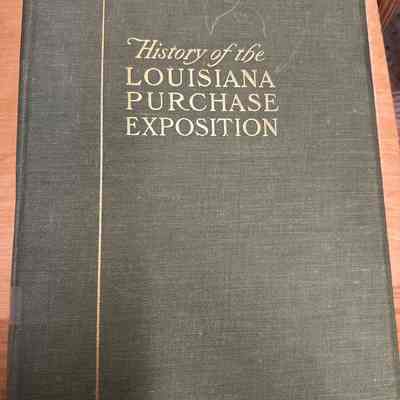 History of the
LOUISIANA
PURCHASE
EXPOSITION